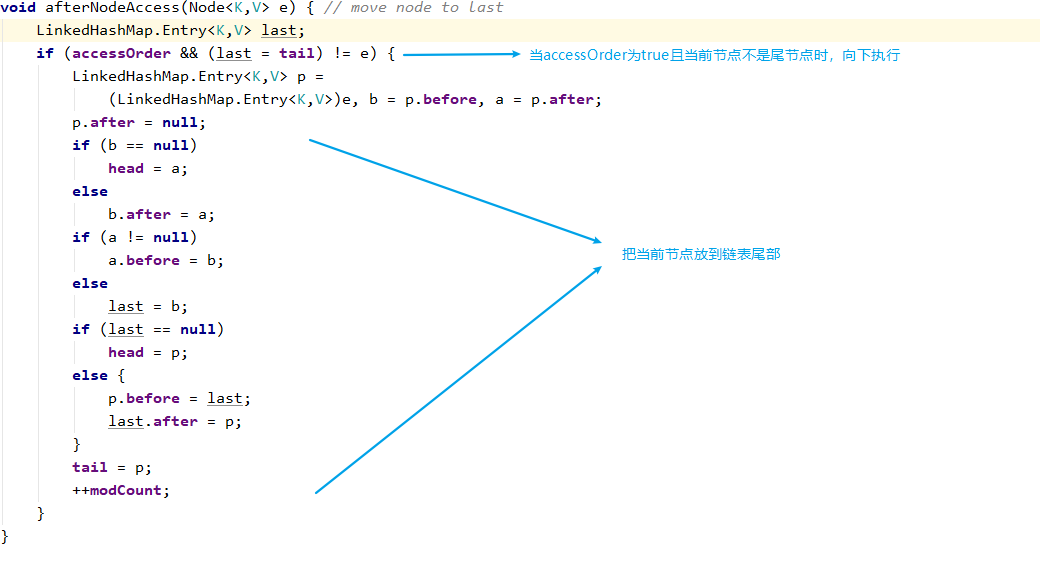 void afterNodeAccess(Node<K,V> e) { // move node to last
    LinkedHashMap.Entry<K,V> last;
    if (accessOrder && (last = tail) != e) { 当accessOrder为true且当前节点不是尾节点时，向下执行
        LinkedHashMap.Entry<K,V> p =
            (LinkedHashMap.Entry<K,V>)e, b = p.before, a = p.after;
        p.after = null;
        if (b == null)
            head = a;
        else
            b.after = a;
        if (a != null)
            a.before = b;
        else
            last = b;
        if (last == null)
            head = p;
        else {
            p.before = last;
            last.after = p;
        }
        tail = p;
        ++modCount;
    }
}
把当前节点放到链表尾部